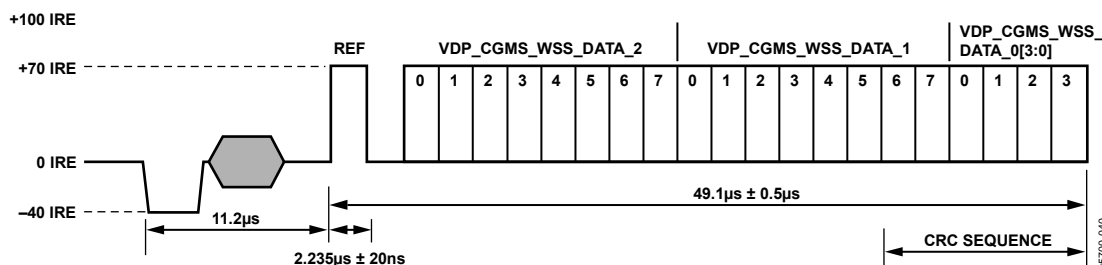 +100 IRE
REF
VDP_CGMS_WSS_DATA_2
VDP_CGMS_WSS_DATA_1
VDP_CGMS_WSS_
DATA_0[3:0]
+70 IRE
0 1 2 3 4 5 6 7 0 1 2 3 4 5 6 7 0 1 2 3
0 IRE
–40 IRE
49.1µs ± 0.5µs
11.2µs
CRC SEQUENCE
2.235µs ± 20ns